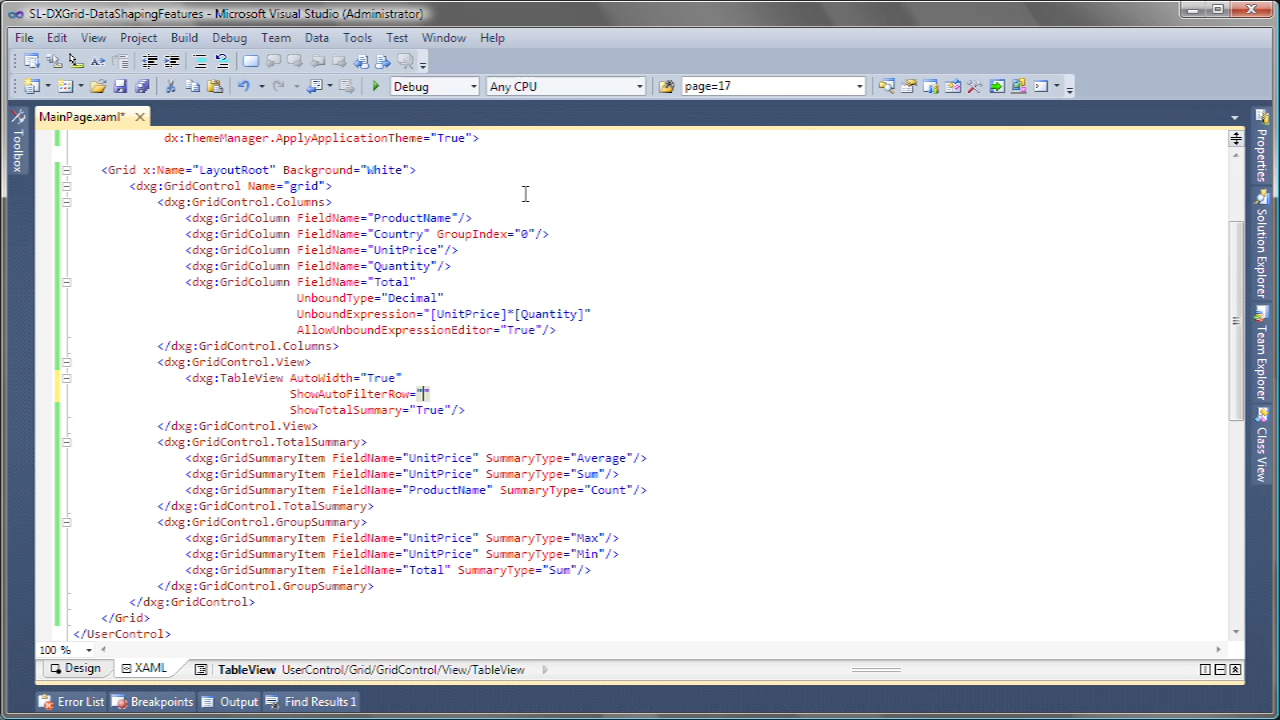 SL-DXGrid-DataShapingFeatures - Microsoft Visual Studio (Administrator)
File Edit View Project Build Debug Team Data Tools Test Window Help
Debug Any CPU page=17
MainPage.xaml*
Toolbox
Properties
Solution Explorer
Team Explorer
Class View
dx:ThemeManager.ApplyApplicationTheme="True">
<Grid x:Name="LayoutRoot" Background="White">
<dxg:GridControl Name="grid">
<dxg:GridControl.Columns>
<dxg:GridColumn FieldName="ProductName"/>
<dxg:GridColumn FieldName="Country" GroupIndex="0"/>
<dxg:GridColumn FieldName="UnitPrice"/>
<dxg:GridColumn FieldName="Quantity"/>
<dxg:GridColumn FieldName="Total"
UnboundType="Decimal"
UnboundExpression="[UnitPrice]*[Quantity]"
AllowUnboundExpressionEditor="True"/>
</dxg:GridControl.Columns>
<dxg:GridControl.View>
<dxg:TableView AutoWidth="True"
ShowAutoFilterRow=""
ShowTotalSummary="True"/>
</dxg:GridControl.View>
<dxg:GridControl.TotalSummary>
<dxg:GridSummaryItem FieldName="UnitPrice" SummaryType="Average"/>
<dxg:GridSummaryItem FieldName="UnitPrice" SummaryType="Sum"/>
<dxg:GridSummaryItem FieldName="ProductName" SummaryType="Count"/>
</dxg:GridControl.TotalSummary>
<dxg:GridControl.GroupSummary>
<dxg:GridSummaryItem FieldName="UnitPrice" SummaryType="Max"/>
<dxg:GridSummaryItem FieldName="UnitPrice" SummaryType="Min"/>
<dxg:GridSummaryItem FieldName="Total" SummaryType="Sum"/>
</dxg:GridControl.GroupSummary>
</dxg:GridControl>
</Grid>
</UserControl>
100 %
Design XAML TableView UserControl/Grid/GridControl/View/TableView
Error List Breakpoints Output Find Results 1